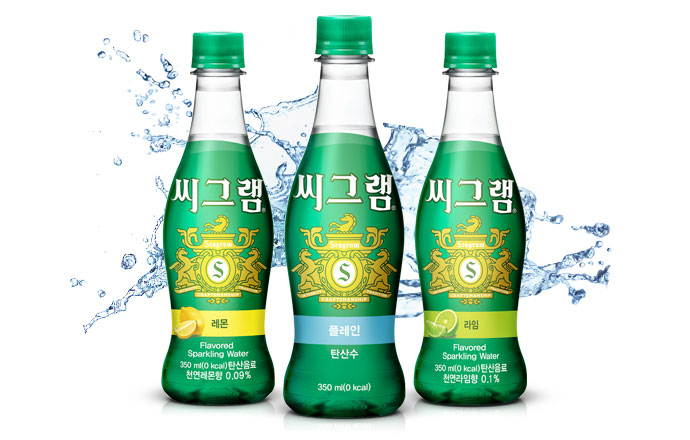 씨그램®
Seagram
S
CRAFTSMANSHIP
레몬
Flavored
Sparkling Water
350 ml(0 kcal)탄산음료
천연레몬향 0.09%
씨그램®
Seagram
S
CRAFTSMANSHIP
플레인
탄산수
350 ml(0 kcal)
씨그램®
Seagram
S
CRAFTSMANSHIP
라임
Flavored
Sparkling Water
350 ml(0 kcal)탄산음료
천연라임향 0.1%